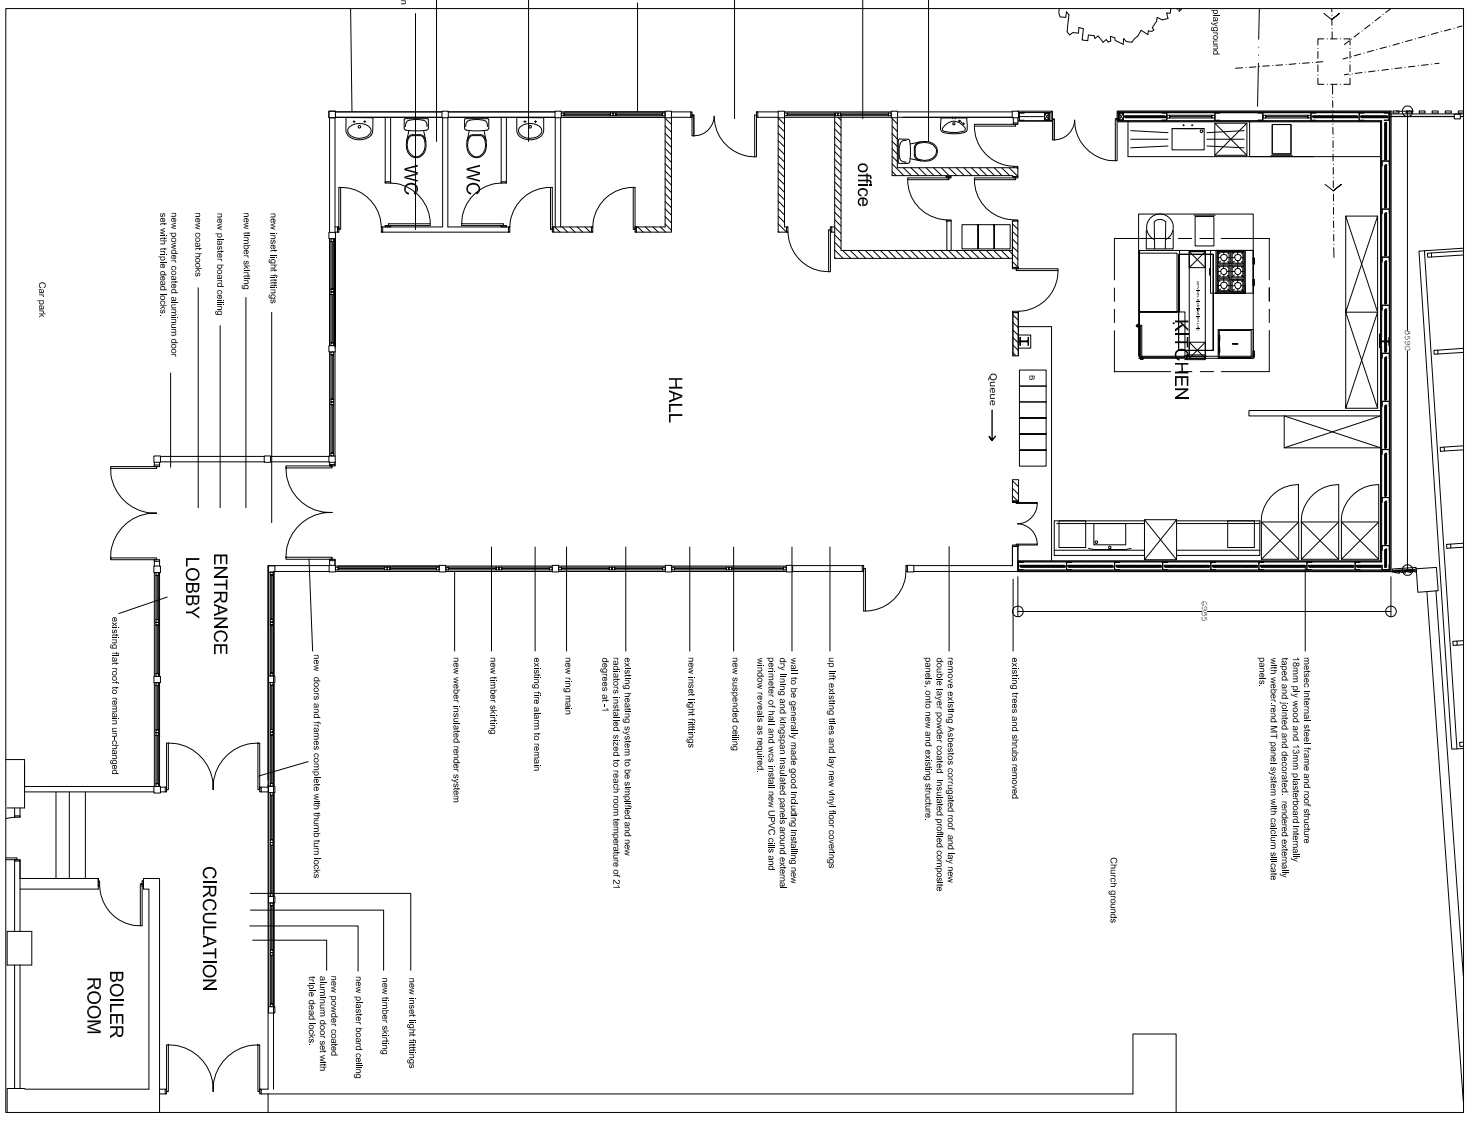 playground
WC
WC
office
KITCHEN
HALL
Queue
B
8590
6985
Car park
new inset light fittings
new timber skirting
new plaster board ceiling
new coat hooks
new powder coated aluminum door
set with triple dead locks.
ENTRANCE
LOBBY
existing flat roof to remain un-changed
new doors and frames complete with thumb turn locks
new weber insulated render system
new timber skirting
existing fire alarm to remain
new ring main
existing heating system to be simplified and new
radiators installed sized to reach room temperature of 21
degrees at -1
new inset light fittings
new suspended ceiling
wall to be generally made good including installing new
dry lining and kingspan insulated panels around external
perimeter of hall and wcs install new UPVC cills and
window reveals as required.
up lift existing tiles and lay new vinyl floor coverings
remove existing Asbestos corrugated roof and lay new
double layer powder coated insulated profiled composite
panels, onto new and existing structure.
existing trees and shrubs removed
metsec internal steel frame and roof structure
18mm ply wood and 13mm plasterboard internally
taped and jointed and decorated. rendered externally
with weber.rend MT panel system with calcium silicate
panels.
Church grounds
CIRCULATION
BOILER
ROOM
new inset light fittings
new timber skirting
new plaster board ceiling
new powder coated
aluminum door set with
triple dead locks.